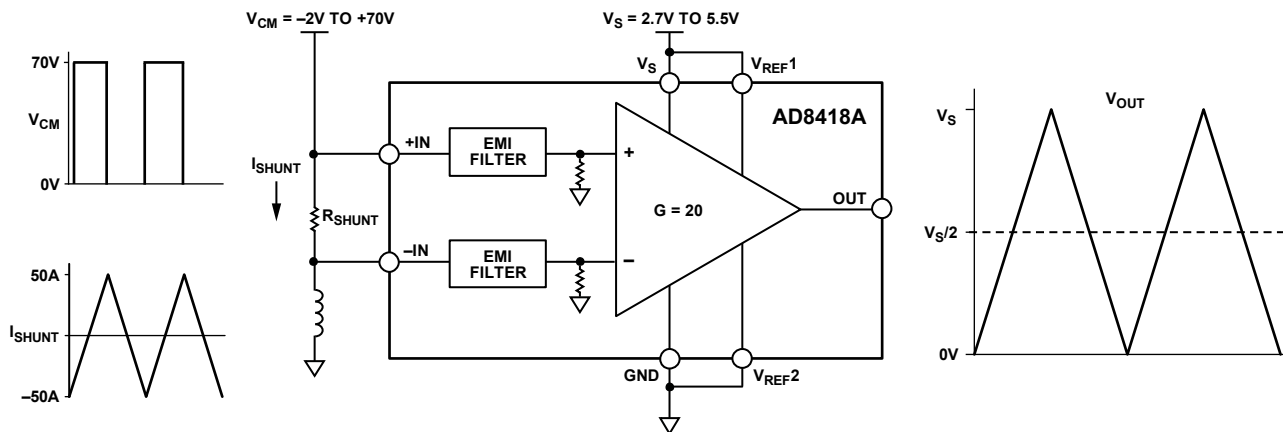 V_CM = –2V TO +70V
V_S = 2.7V TO 5.5V
70V
V_CM
0V
V_S
V_REF1
AD8418A
+IN
EMI
FILTER
+
I_SHUNT
R_SHUNT
G = 20
OUT
–IN
EMI
FILTER
–
50A
I_SHUNT
–50A
GND
V_REF2
V_OUT
V_S
V_S/2
0V